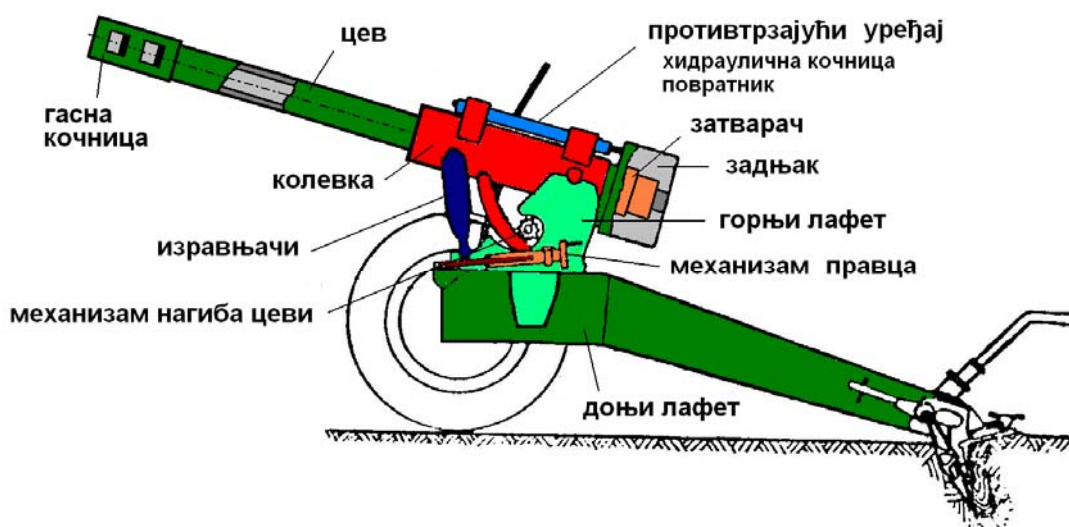 цев
противтрзајући уређај
хидраулична кочница
повратник
гасна
кочница
затварач
задњак
колевка
горњи лафет
изравњачи
механизам правца
механизам нагиба цеви
доњи лафет